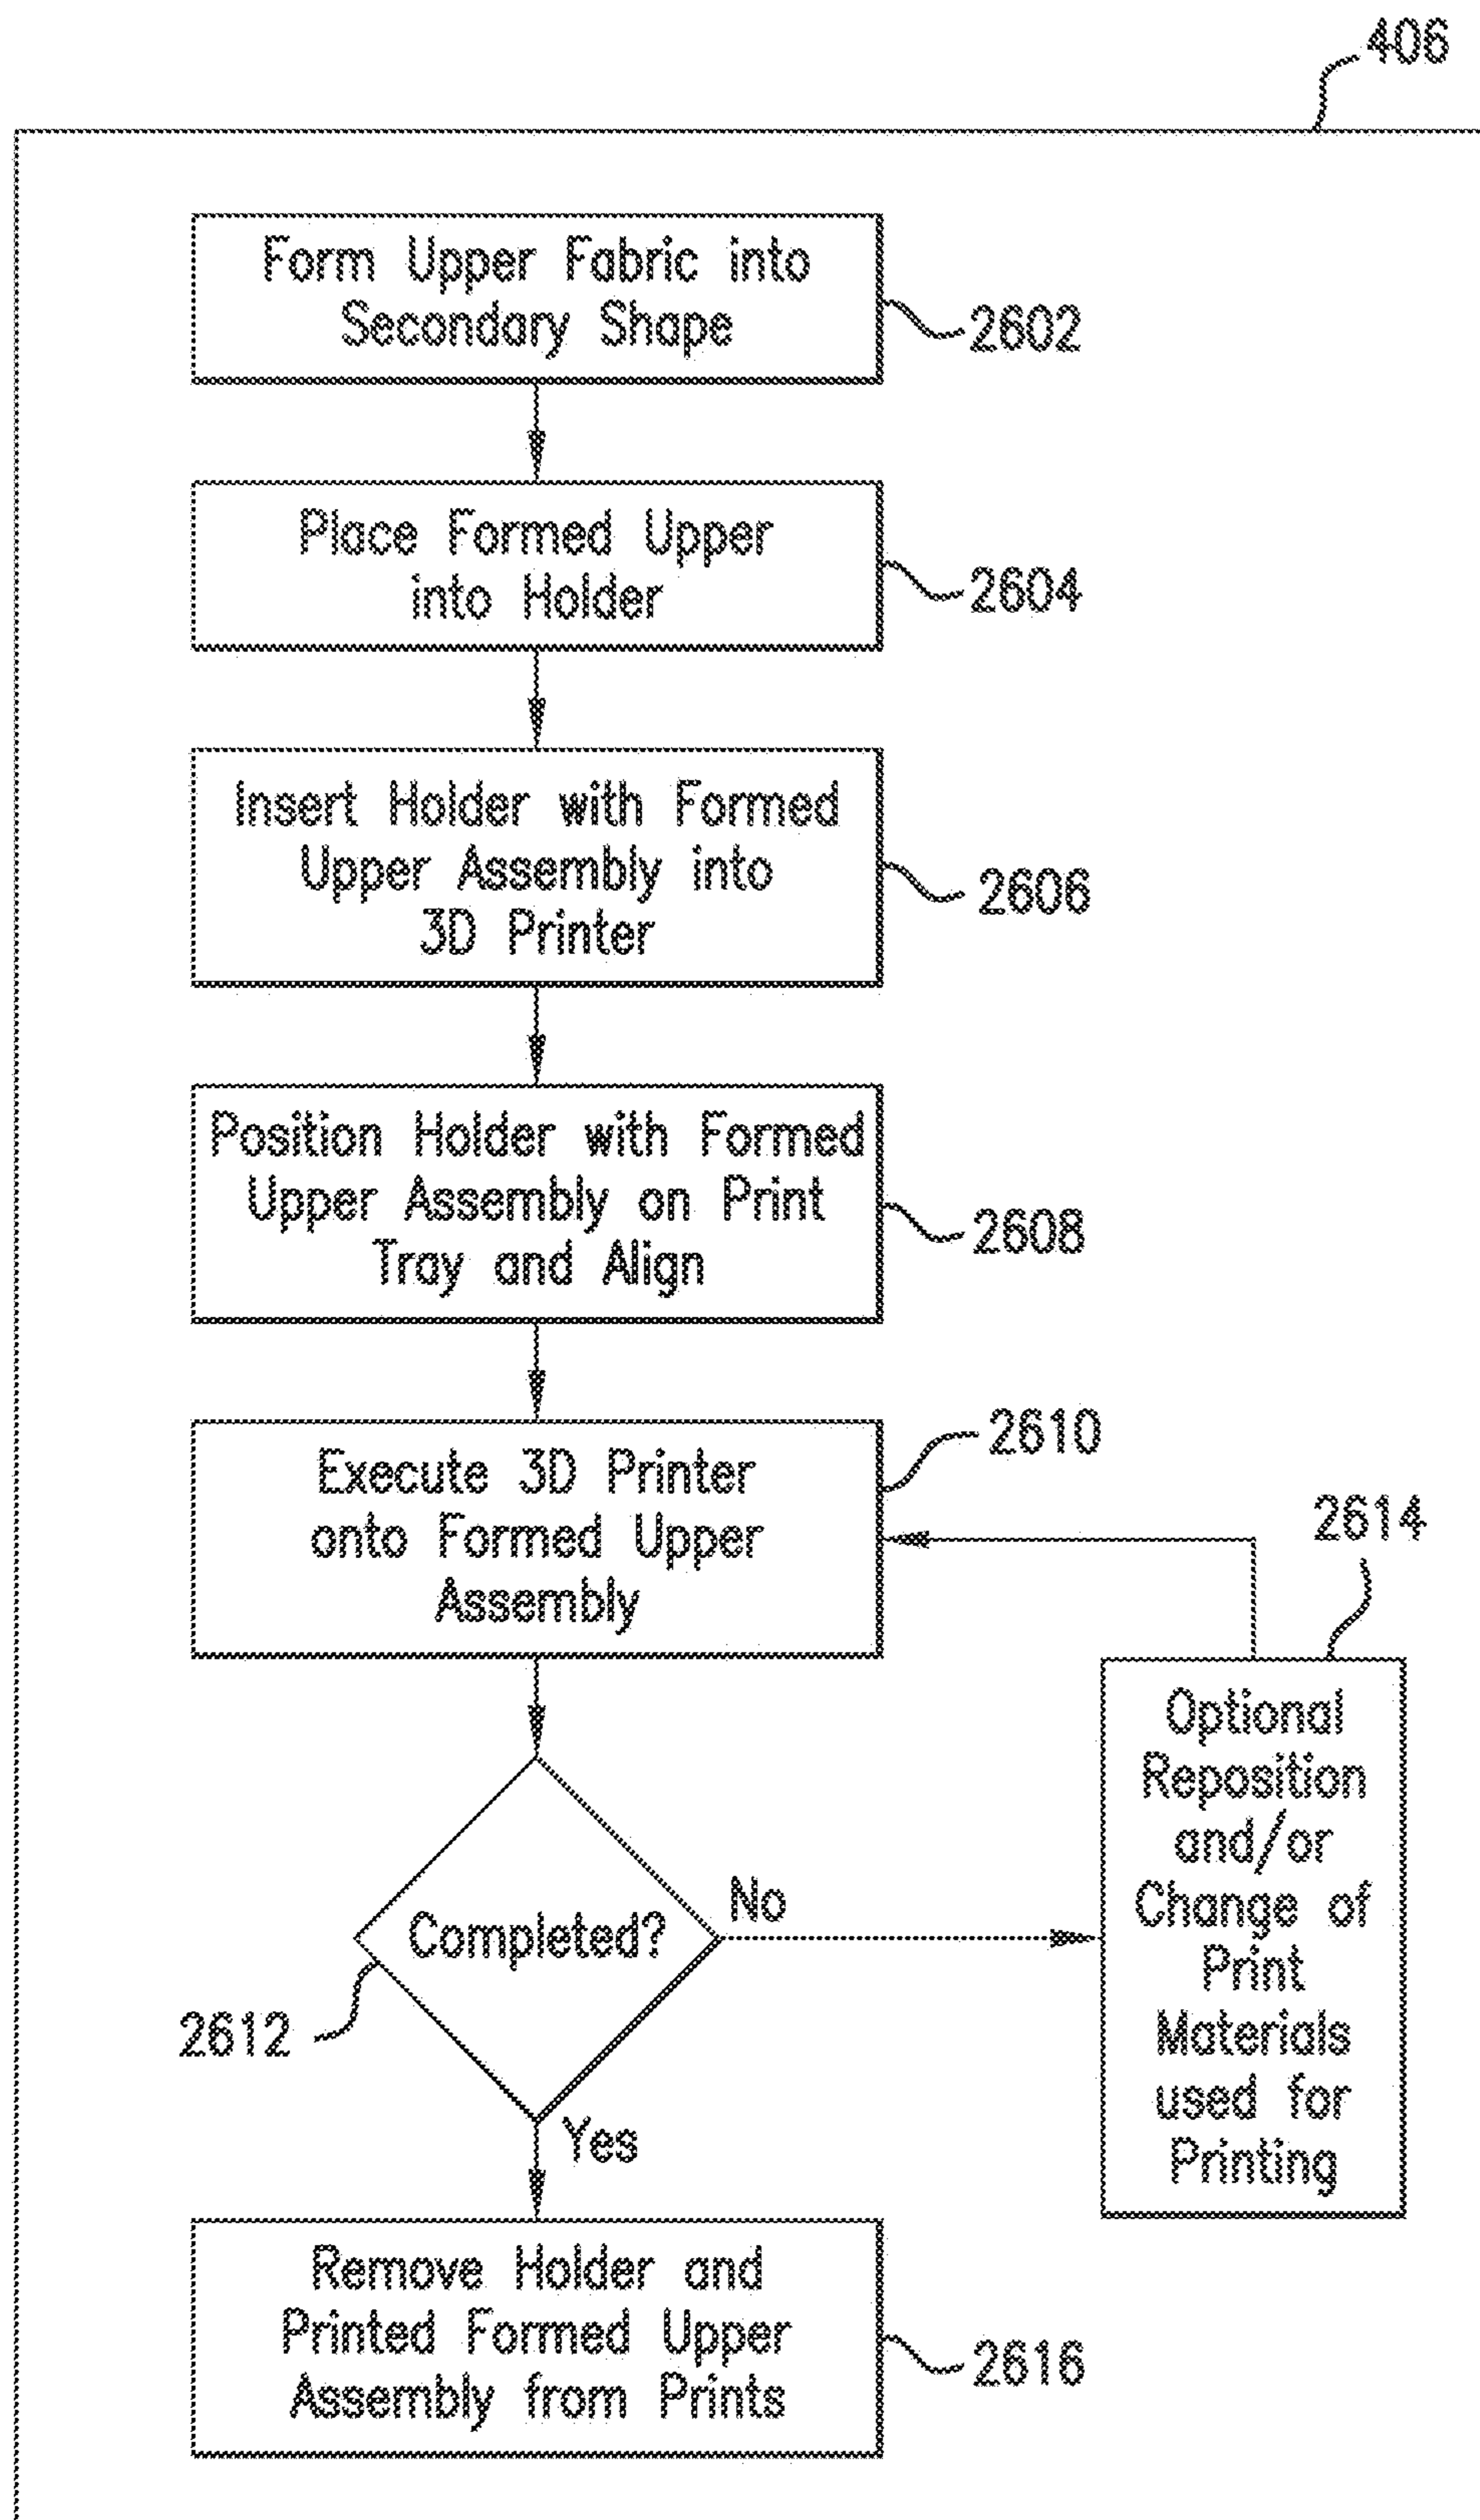 406
Form Upper Fabric into
Secondary Shape
2602
Place Formed Upper
into Holder
2604
Insert Holder with Formed
Upper Assembly into
3D Printer
2606
Position Holder with Formed
Upper Assembly on Print
Tray and Align
2608
Execute 3D Printer
onto Formed Upper
Assembly
2610
2614
Optional
Reposition
and/or
Change of
Print
Materials
used for
Printing
Completed?
No
2612
Yes
Remove Holder and
Printed Formed Upper
Assembly from Prints
2616